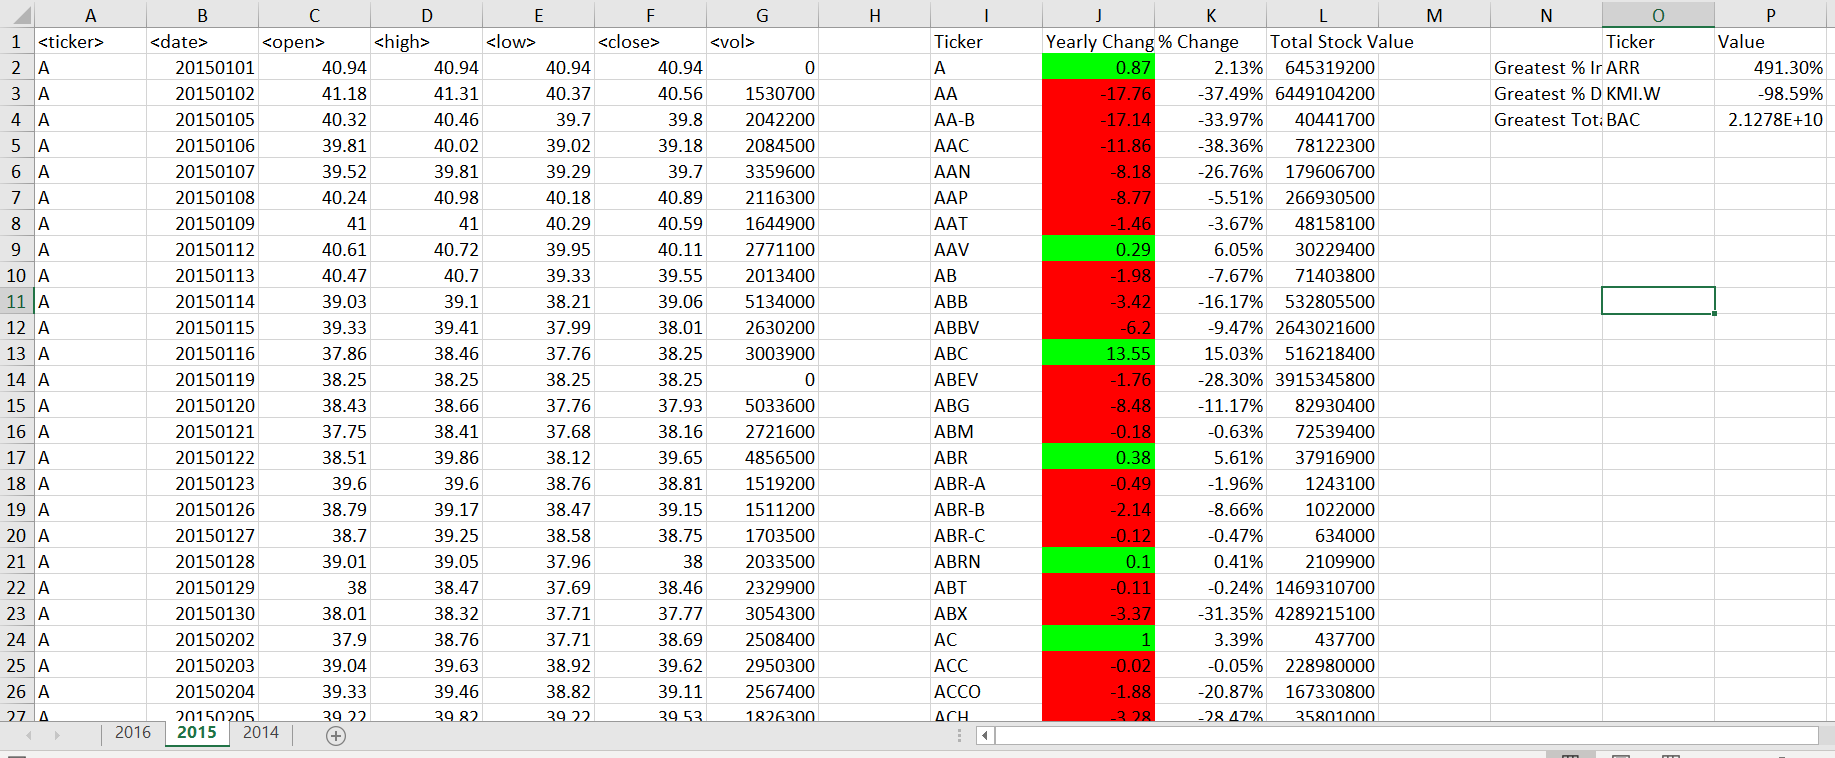 A B C D E F G H I J K L M N O P
1 <ticker> <date> <open> <high> <low> <close> <vol> Ticker Yearly Chang % Change Total Stock Value Ticker Value
2 A 20150101 40.94 40.94 40.94 40.94 0 A 0.87 2.13% 645319200 Greatest % In ARR 491.30%
3 A 20150102 41.18 41.31 40.37 40.56 1530700 AA -17.76 -37.49% 6449104200 Greatest % D KMI.W -98.59%
4 A 20150105 40.32 40.46 39.7 39.8 2042200 AA-B -17.14 -33.97% 40441700 Greatest Tota BAC 2.1278E+10
5 A 20150106 39.81 40.02 39.02 39.18 2084500 AAC -11.86 -38.36% 78122300
6 A 20150107 39.52 39.81 39.29 39.7 3359600 AAN -8.18 -26.76% 179606700
7 A 20150108 40.24 40.98 40.18 40.89 2116300 AAP -8.77 -5.51% 266930500
8 A 20150109 41 41 40.29 40.59 1644900 AAT -1.46 -3.67% 48158100
9 A 20150112 40.61 40.72 39.95 40.11 2771100 AAV 0.29 6.05% 30229400
10 A 20150113 40.47 40.7 39.33 39.55 2013400 AB -1.98 -7.67% 71403800
11 A 20150114 39.03 39.1 38.21 39.06 5134000 ABB -3.42 -16.17% 532805500
12 A 20150115 39.33 39.41 37.99 38.01 2630200 ABBV -6.2 -9.47% 2643021600
13 A 20150116 37.86 38.46 37.76 38.25 3003900 ABC 13.55 15.03% 516218400
14 A 20150119 38.25 38.25 38.25 38.25 0 ABEV -1.76 -28.30% 3915345800
15 A 20150120 38.43 38.66 37.76 37.93 5033600 ABG -8.48 -11.17% 82930400
16 A 20150121 37.75 38.41 37.68 38.16 2721600 ABM -0.18 -0.63% 72539400
17 A 20150122 38.51 39.86 38.12 39.65 4856500 ABR 0.38 5.61% 37916900
18 A 20150123 39.6 39.6 38.76 38.81 1519200 ABR-A -0.49 -1.96% 1243100
19 A 20150126 38.79 39.17 38.47 39.15 1511200 ABR-B -2.14 -8.66% 1022000
20 A 20150127 38.7 39.25 38.58 38.75 1703500 ABR-C -0.12 -0.47% 634000
21 A 20150128 39.01 39.05 37.96 38 2033500 ABRN 0.1 0.41% 2109900
22 A 20150129 38 38.47 37.69 38.46 2329900 ABT -0.11 -0.24% 1469310700
23 A 20150130 38.01 38.32 37.71 37.77 3054300 ABX -3.37 -31.35% 4289215100
24 A 20150202 37.9 38.76 37.71 38.69 2508400 AC 1 3.39% 437700
25 A 20150203 39.04 39.63 38.92 39.62 2950300 ACC -0.02 -0.05% 228980000
26 A 20150204 39.33 39.46 38.82 39.11 2567400 ACCO -1.88 -20.87% 167330800
27 A 20150205 39.22 39.82 39.22 39.53 1826300 ACH -3.28 -28.47% 35801000
2016 2015 2014